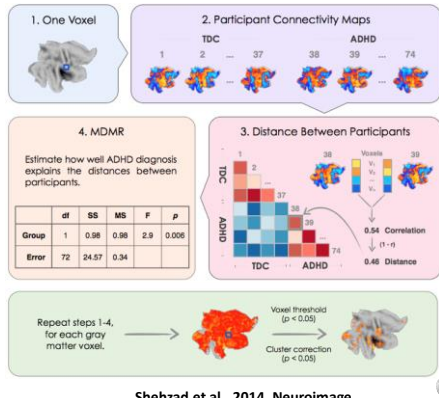 1. One Voxel
2. Participant Connectivity Maps
TDC
ADHD
1 2 ... 37 38 39 ... 74
4. MDMR
Estimate how well ADHD diagnosis
explains the distances between
participants.
df SS MS F p
Group 1 0.98 0.98 2.9 0.006
Error 72 24.57 0.34
3. Distance Between Participants
1
2
...
37
38
39
...
74
TDC
ADHD
TDC ADHD
38 Voxels 39
V₁
V₂
...
0.54 Correlation
(1 - r)
0.46 Distance
Repeat steps 1-4,
for each gray
matter voxel.
Voxel threshold
(p < 0.05)
Cluster correction
(p < 0.05)
Shehzad et al., 2014, Neuroimage